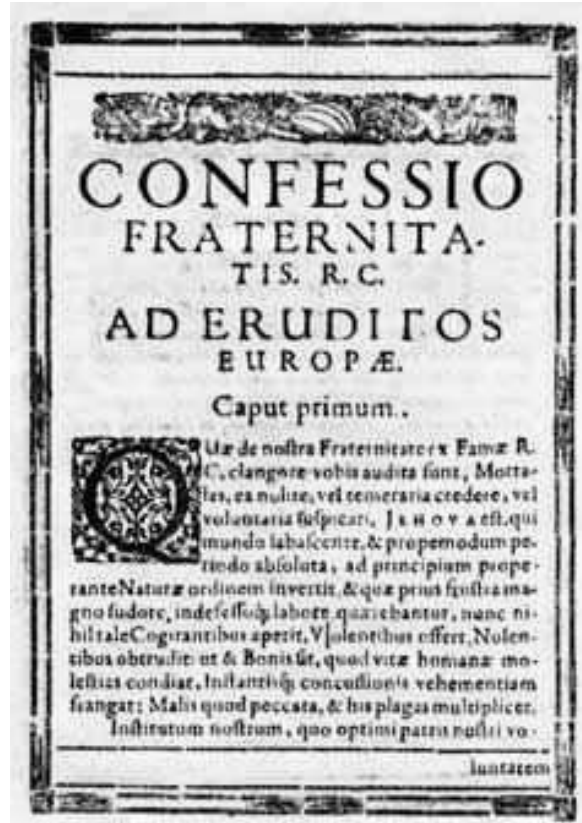 CONFESSIO
FRATERNITA-
TIS. R. C.
AD ERUDITOS
EUROPÆ.
Caput primum.
QUæ de noſtra Fraternitate ex Famæ R.
C. clangore vobis audita ſunt, Morta-
les, ea nolite, vel temeraria credere, vel
voluntaria ſuſpicari. JEHOVA eſt, qui
mundo labaſcente, & propemodum pe-
riodo abſoluta, ad principium prope-
rante Naturæ ordinem invertit, & quæ prius fruſtra ma-
gno ſudore, indefeſſoq; labore quærebantur, nunc ni-
hil tale Cogitantibus aperit, Volentibus offert, Nolen-
tibus obtrudit: ut & Bonis ſit, quod vitæ humanæ mo-
leſtias condiat, Inſtantiſq; concuſſionis vehementiam
frangat: Malis quod peccata, & his plagas multiplicet.
Inſtitutum noſtrum, quo optimi patris noſtri vo-
luntatem